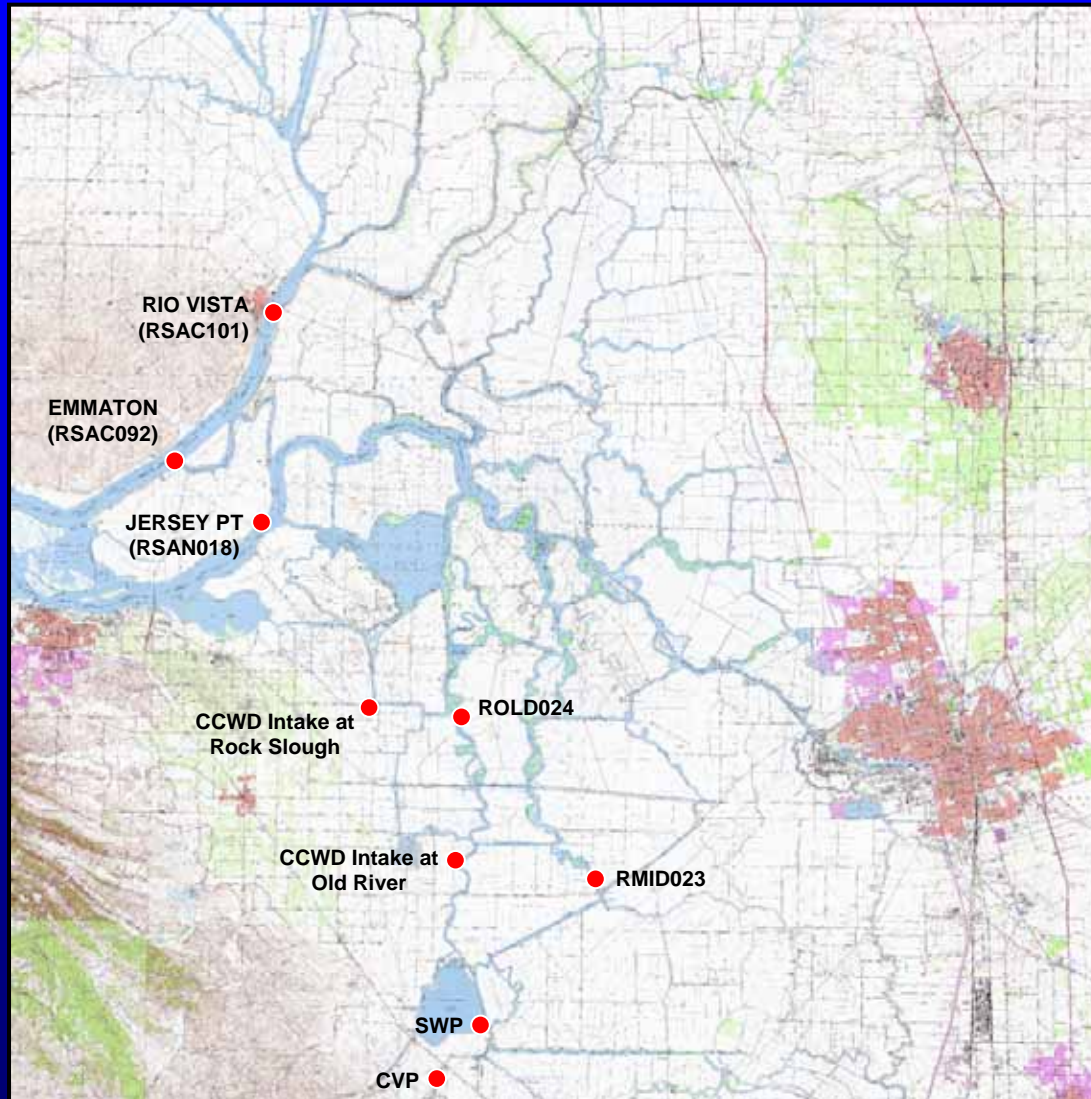 RIO VISTA
(RSAC101)
EMMATON
(RSAC092)
JERSEY PT
(RSAN018)
CCWD Intake at
Rock Slough
ROLD024
CCWD Intake at
Old River
RMID023
SWP
CVP